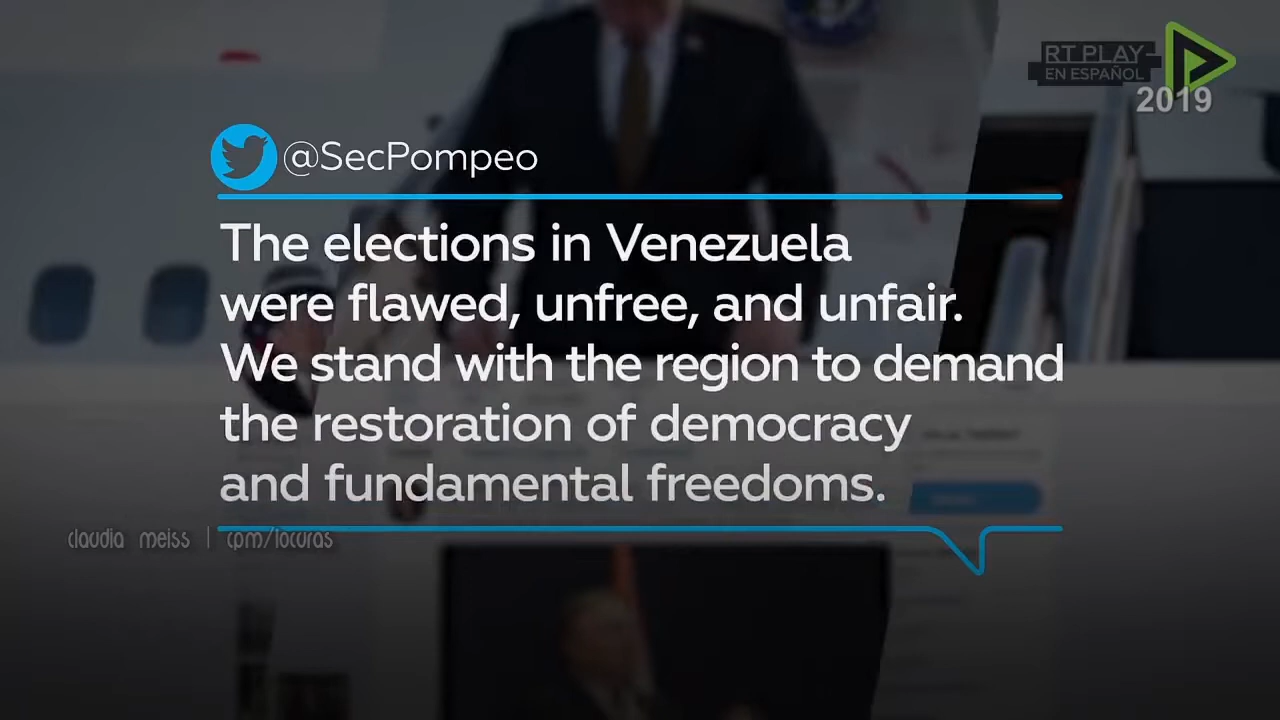 RT PLAY
EN ESPAÑOL
2019
@SecPompeo
The elections in Venezuela
were flawed, unfree, and unfair.
We stand with the region to demand
the restoration of democracy
and fundamental freedoms.
claudia meiss | cpm/locuras